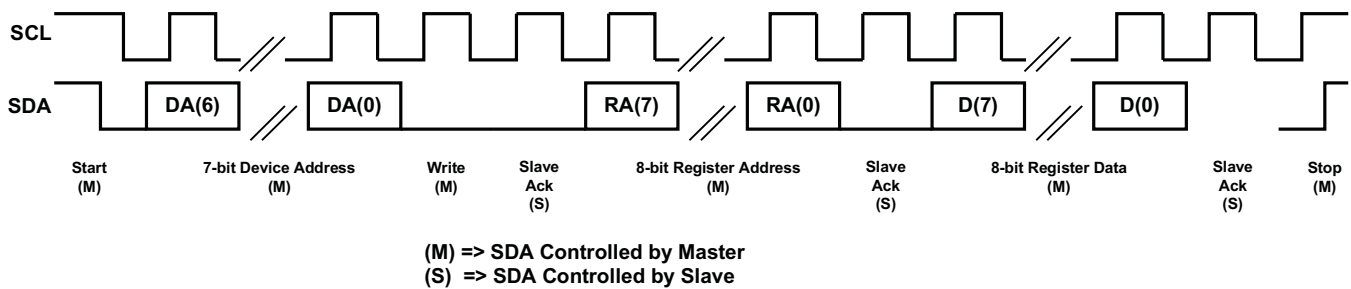 SCL
SDA
DA(6)
DA(0)
RA(7)
RA(0)
D(7)
D(0)
Start
(M)
7-bit Device Address
(M)
Write
(M)
Slave
Ack
(S)
8-bit Register Address
(M)
Slave
Ack
(S)
8-bit Register Data
(M)
Slave
Ack
(S)
Stop
(M)
(M) => SDA Controlled by Master
(S) => SDA Controlled by Slave